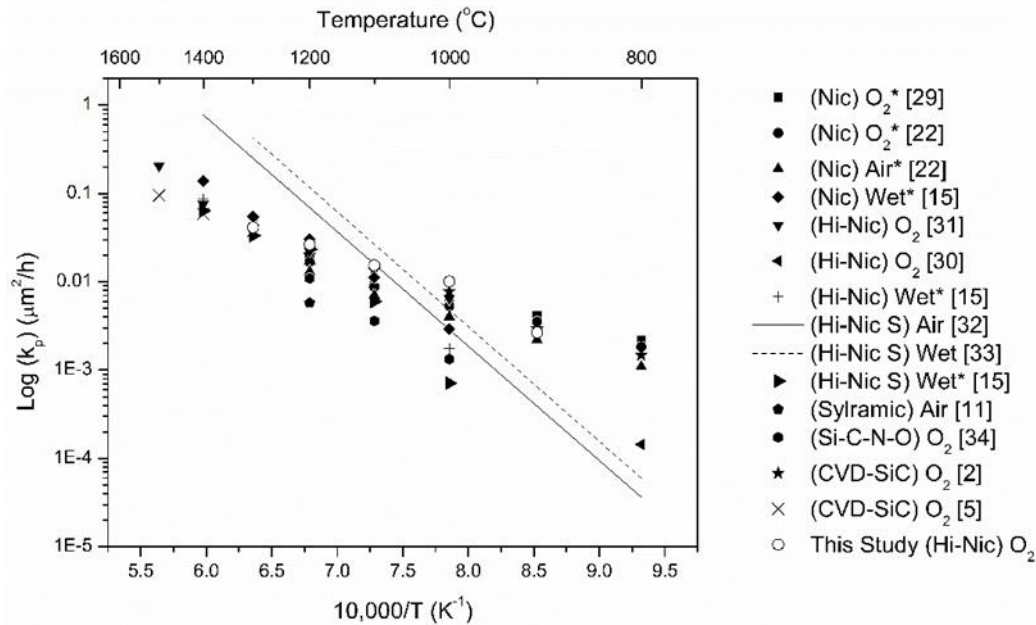 Temperature (°C)
1600 1400 1200 1000 800
1
0.1
0.01
1E-3
1E-4
1E-5
Log (kₚ) (μm²/h)
5.5 6.0 6.5 7.0 7.5 8.0 8.5 9.0 9.5
10,000/T (K⁻¹)
(Nic) O₂* [29]
(Nic) O₂* [22]
(Nic) Air* [22]
(Nic) Wet* [15]
(Hi-Nic) O₂ [31]
(Hi-Nic) O₂ [30]
(Hi-Nic) Wet* [15]
(Hi-Nic S) Air [32]
(Hi-Nic S) Wet [33]
(Hi-Nic S) Wet* [15]
(Sylramic) Air [11]
(Si-C-N-O) O₂ [34]
(CVD-SiC) O₂ [2]
(CVD-SiC) O₂ [5]
This Study (Hi-Nic) O₂